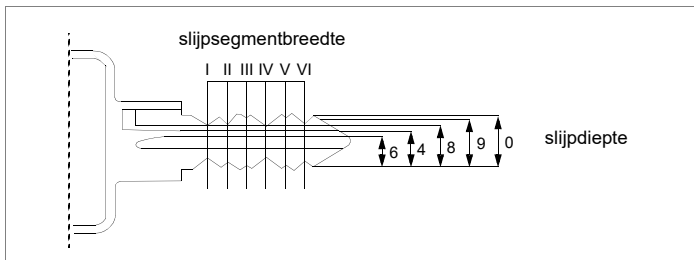 slijpsegmentbreedte
I II III IV V VI
6 4 8 9 0
slijpdiepte